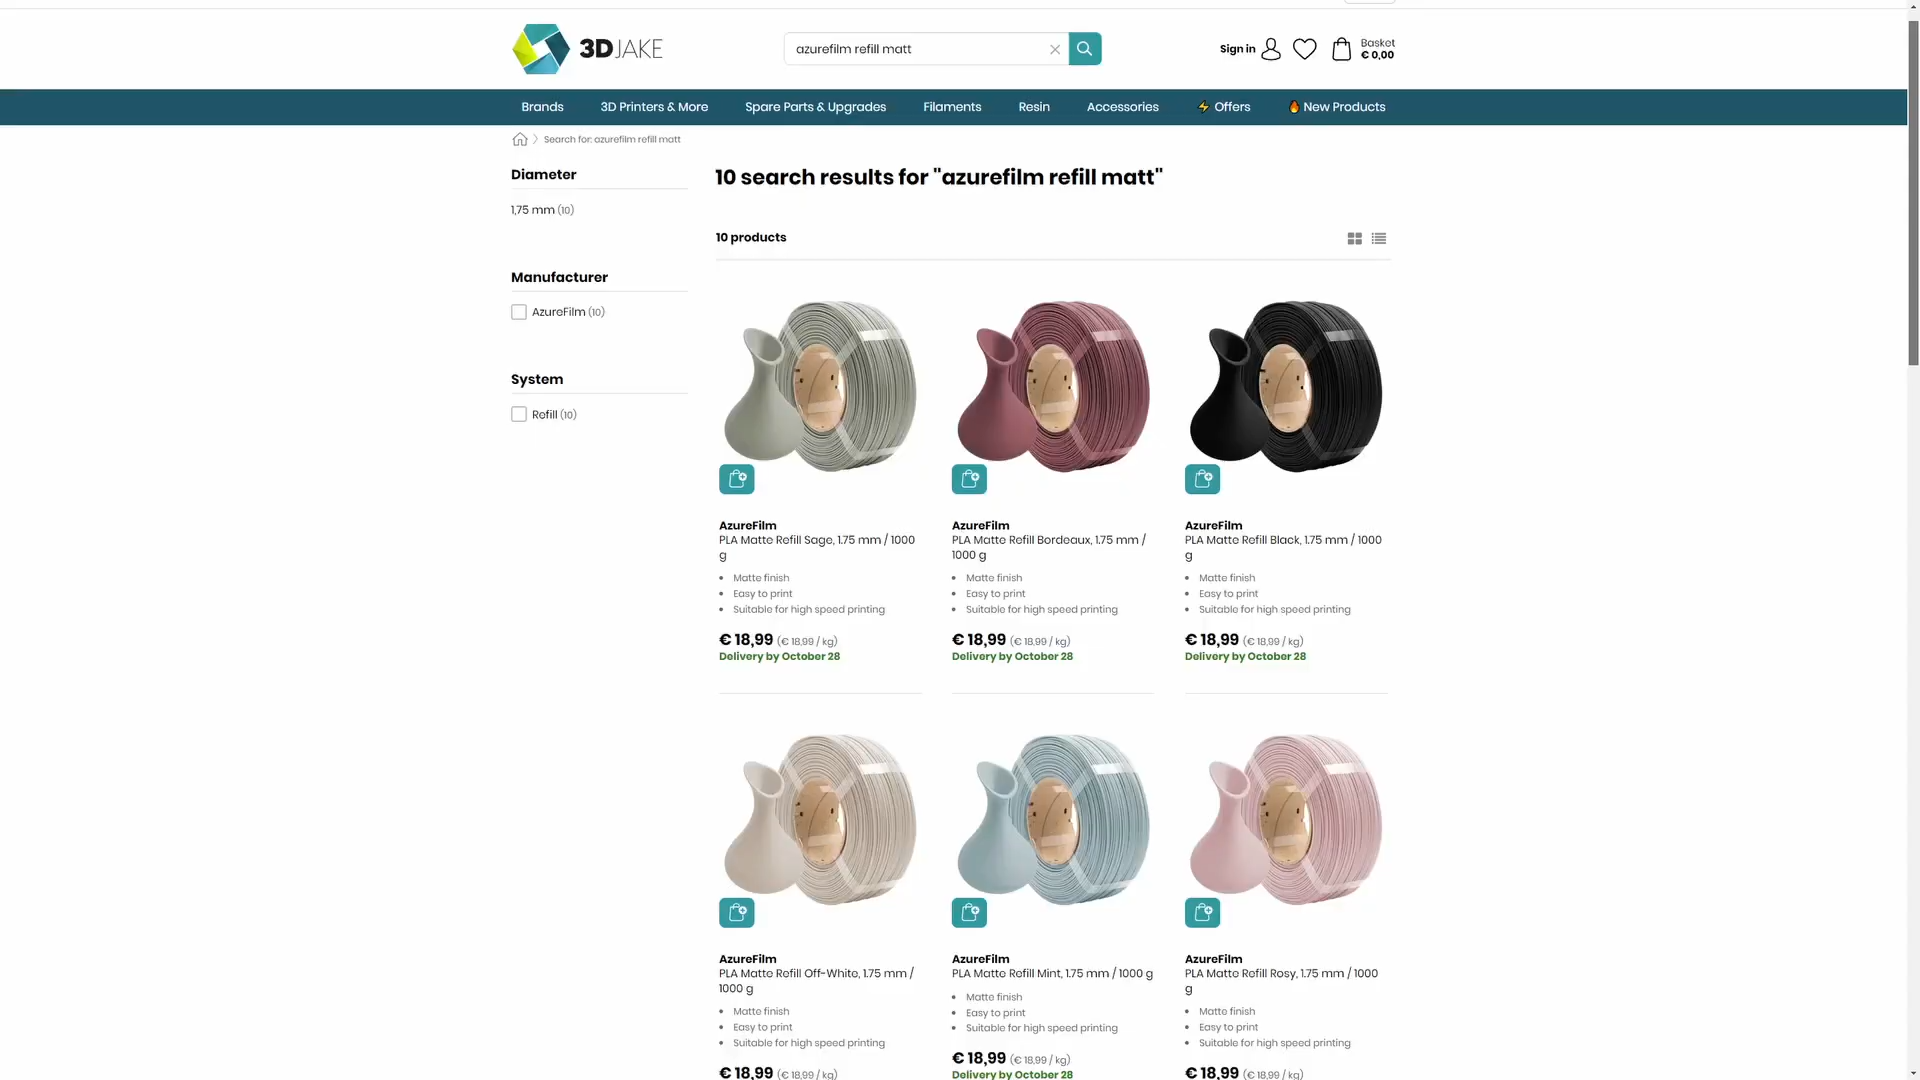 3DJAKE
azurefilm refill matt
Sign in
Basket
€ 0,00
Brands
3D Printers & More
Spare Parts & Upgrades
Filaments
Resin
Accessories
Offers
New Products
Search for: azurefilm refill matt
Diameter
1,75 mm (10)
Manufacturer
AzureFilm (10)
System
Refill (10)
10 search results for "azurefilm refill matt"
10 products
AzureFilm
PLA Matte Refill Sage, 1.75 mm / 1000
g
Matte finish
Easy to print
Suitable for high speed printing
€ 18,99 (€ 18,99 / kg)
Delivery by October 28
AzureFilm
PLA Matte Refill Bordeaux, 1.75 mm /
1000 g
Matte finish
Easy to print
Suitable for high speed printing
€ 18,99 (€ 18,99 / kg)
Delivery by October 28
AzureFilm
PLA Matte Refill Black, 1.75 mm / 1000
g
Matte finish
Easy to print
Suitable for high speed printing
€ 18,99 (€ 18,99 / kg)
Delivery by October 28
AzureFilm
PLA Matte Refill Off-White, 1.75 mm /
1000 g
Matte finish
Easy to print
Suitable for high speed printing
€ 18,99 (€ 18,99 / kg)
AzureFilm
PLA Matte Refill Mint, 1.75 mm / 1000 g
Matte finish
Easy to print
Suitable for high speed printing
€ 18,99 (€ 18,99 / kg)
Delivery by October 28
AzureFilm
PLA Matte Refill Rosy, 1.75 mm / 1000
g
Matte finish
Easy to print
Suitable for high speed printing
€ 18,99 (€ 18,99 / kg)